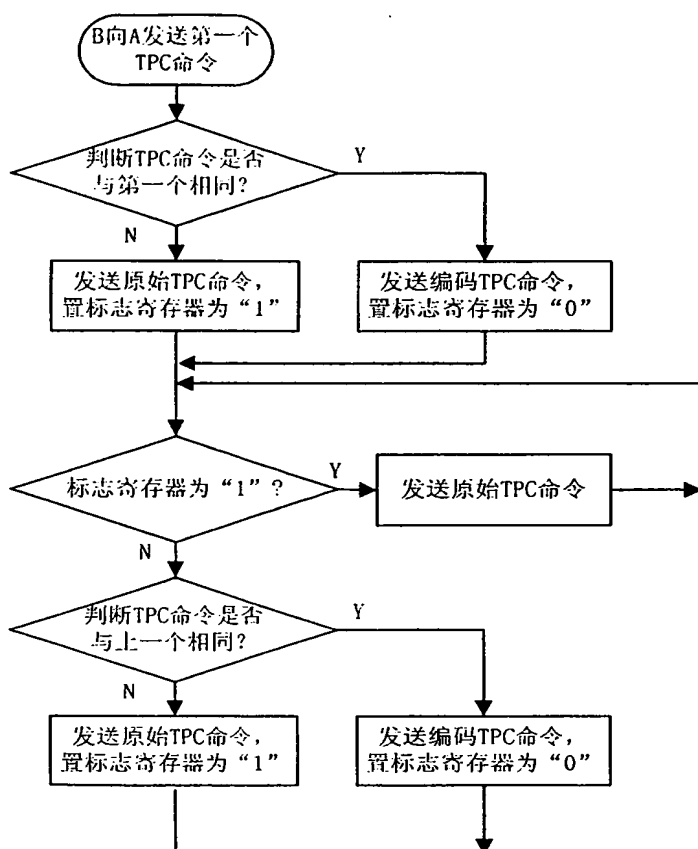 B向A发送第一个
TPC命令
判断TPC命令是否
与第一个相同?
Y
N
发送原始TPC命令,
置标志寄存器为“1”
发送编码TPC命令,
置标志寄存器为“0”
标志寄存器为“1”?
Y
发送原始TPC命令
N
判断TPC命令是否
与上一个相同?
Y
N
发送原始TPC命令,
置标志寄存器为“1”
发送编码TPC命令,
置标志寄存器为“0”